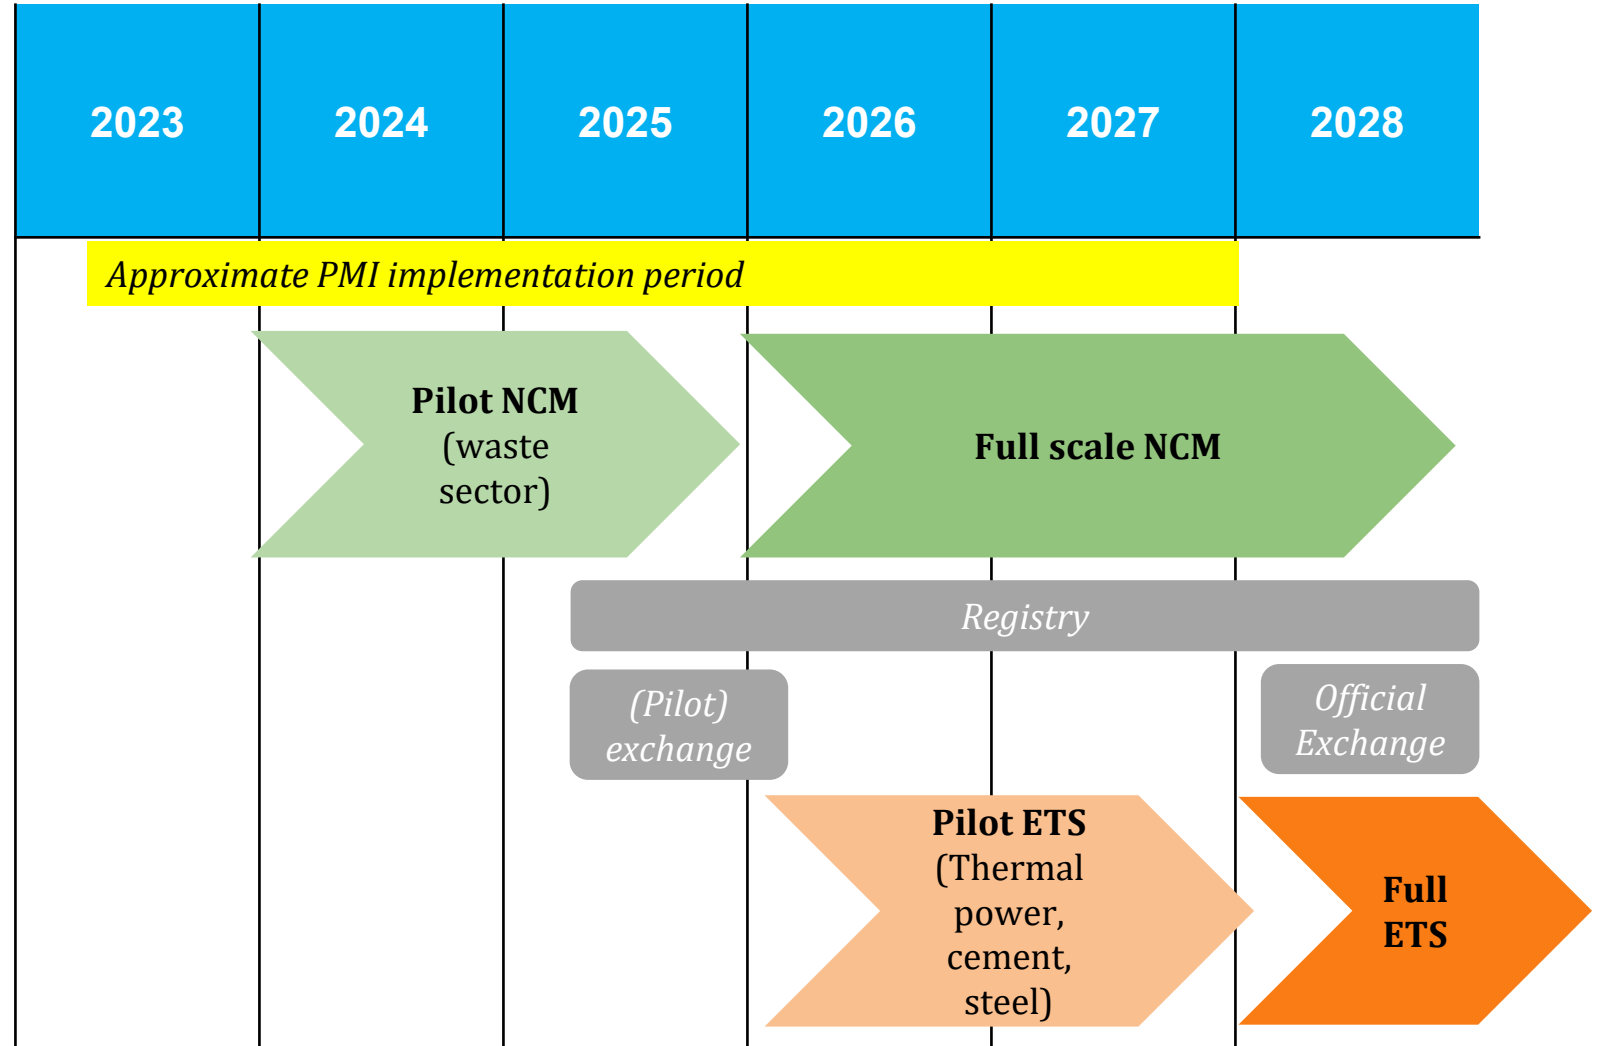 2023 2024 2025 2026 2027 2028
Approximate PMI implementation period
Pilot NCM
(waste
sector)
Full scale NCM
Registry
(Pilot)
exchange
Official
Exchange
Pilot ETS
(Thermal
power,
cement,
steel)
Full
ETS